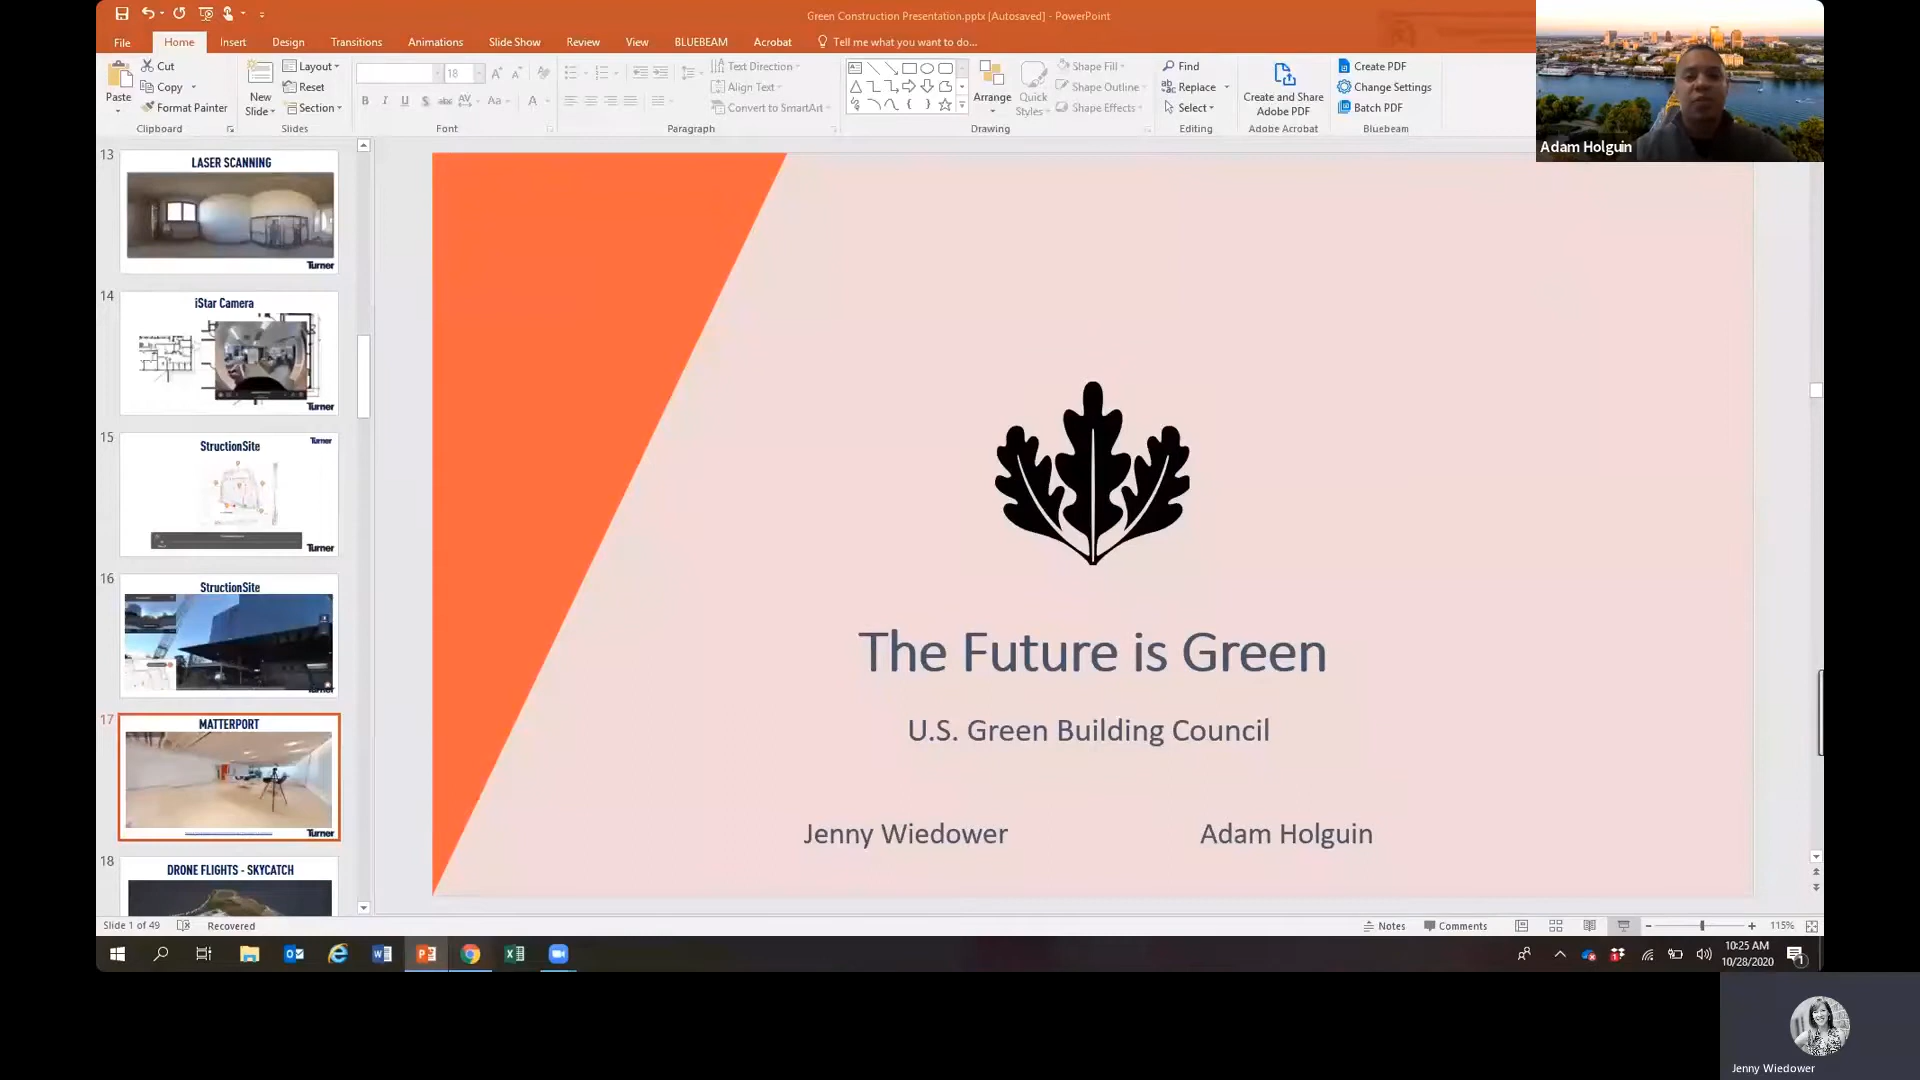 Green Construction Presentation.pptx [Autosaved] - PowerPoint
File Home Insert Design Transitions Animations Slide Show Review View BLUEBEAM Acrobat Tell me what you want to do...
Paste
Cut
Copy
Format Painter
Clipboard
New Slide
Layout
Reset
Section
Slides
18
B I U S abc AV Aa A
Font
Text Direction
Align Text
Convert to SmartArt
Paragraph
Arrange
Quick Styles
Shape Fill
Shape Outline
Shape Effects
Drawing
Find
Replace
Select
Editing
Create and Share Adobe PDF
Adobe Acrobat
Create PDF
Change Settings
Batch PDF
Bluebeam
Adam Holguin
13
LASER SCANNING
Turner
14
iStar Camera
Turner
15
StructionSite
Turner
Turner
16
StructionSite
Turner
17
MATTERPORT
Turner
18
DRONE FLIGHTS - SKYCATCH
The Future is Green
U.S. Green Building Council
Jenny Wiedower Adam Holguin
Slide 1 of 49 Recovered Notes Comments 115%
10:25 AM
10/28/2020
Jenny Wiedower